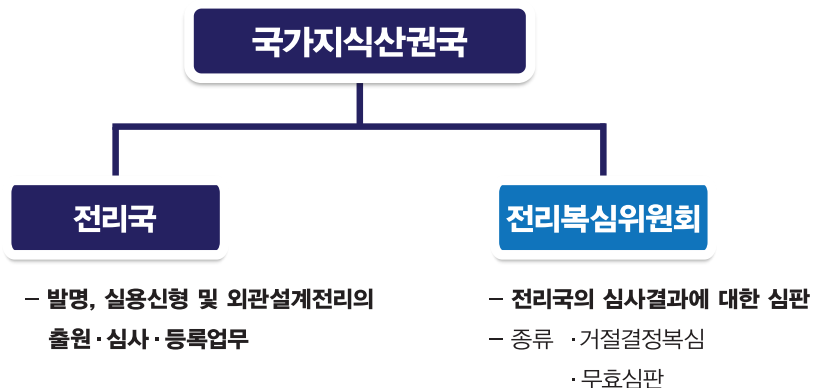 국가지식산권국
전리국
전리복심위원회
– 발명, 실용신형 및 외관설계전리의
출원·심사·등록업무
– 전리국의 심사결과에 대한 심판
– 종류 ·거절결정복심
·무효심판